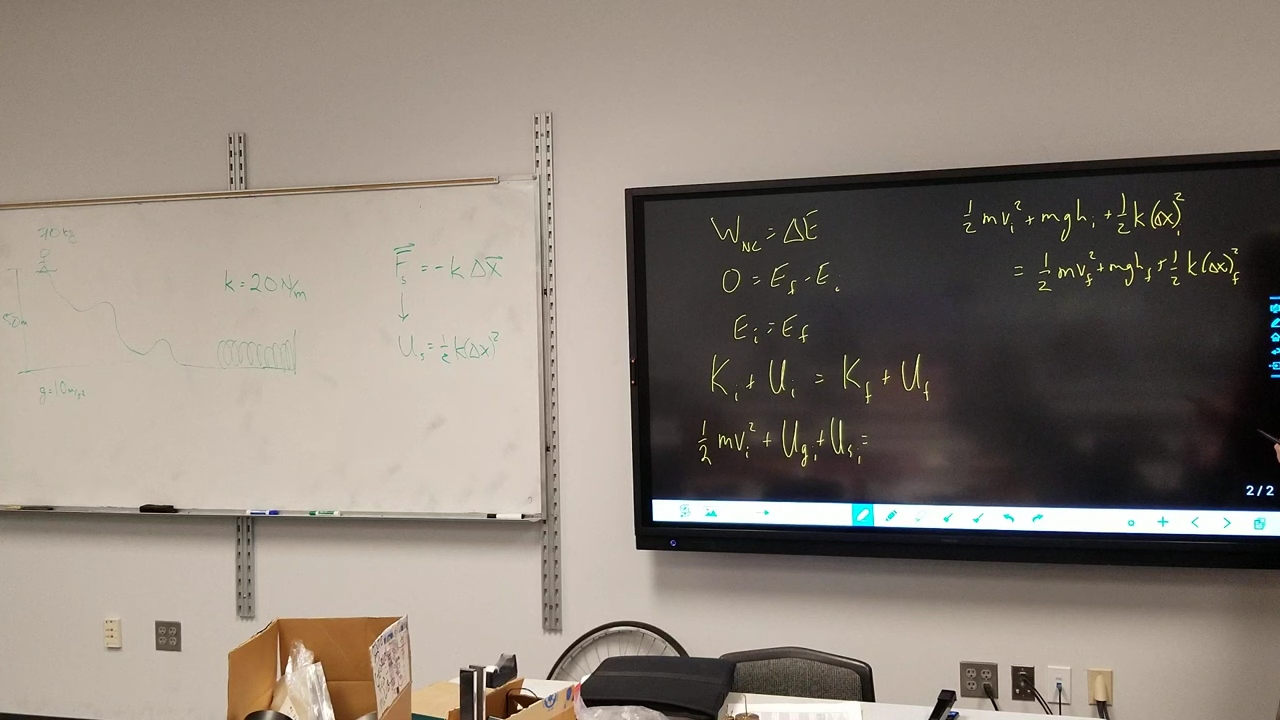 k = 20 N/m
g = 10 m/s²
F⃗ₛ = -k Δx⃗
↓
Uₛ = ½ k(Δx)²
W_NC = ΔE
0 = E_f - E_i
E_i = E_f
K_i + U_i = K_f + U_f
½ mv_i² + U_g_i + U_s_i =
½ mv_i² + mgh_i + ½ k(Δx)_i²
= ½ mv_f² + mgh_f + ½ k(Δx)_f²
2/2